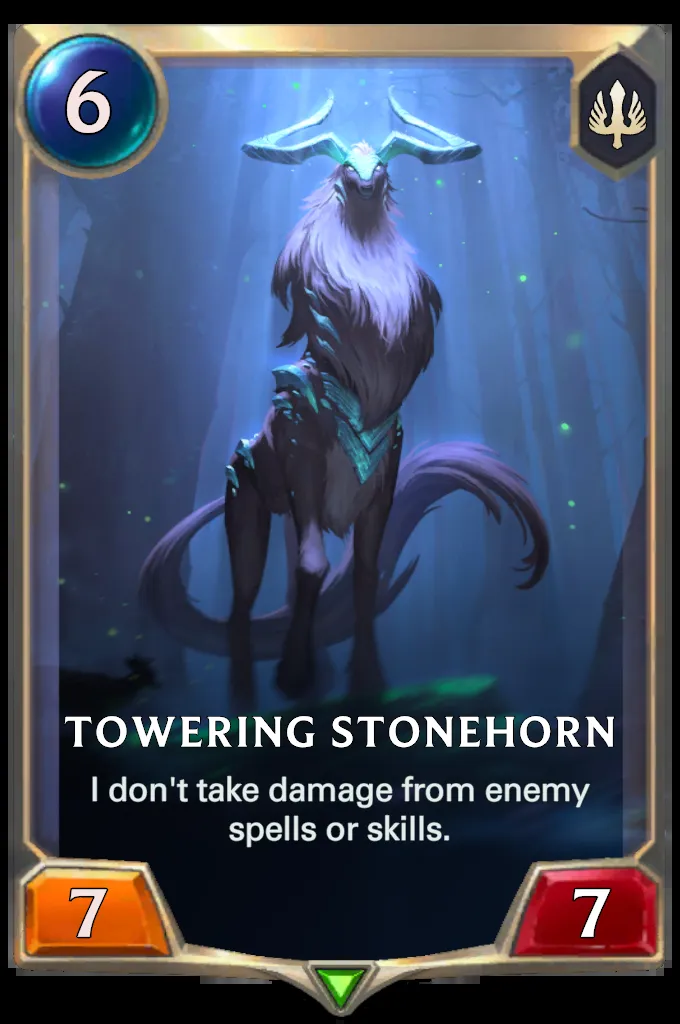 6
TOWERING STONEHORN
I don't take damage from enemy
spells or skills.
7 7